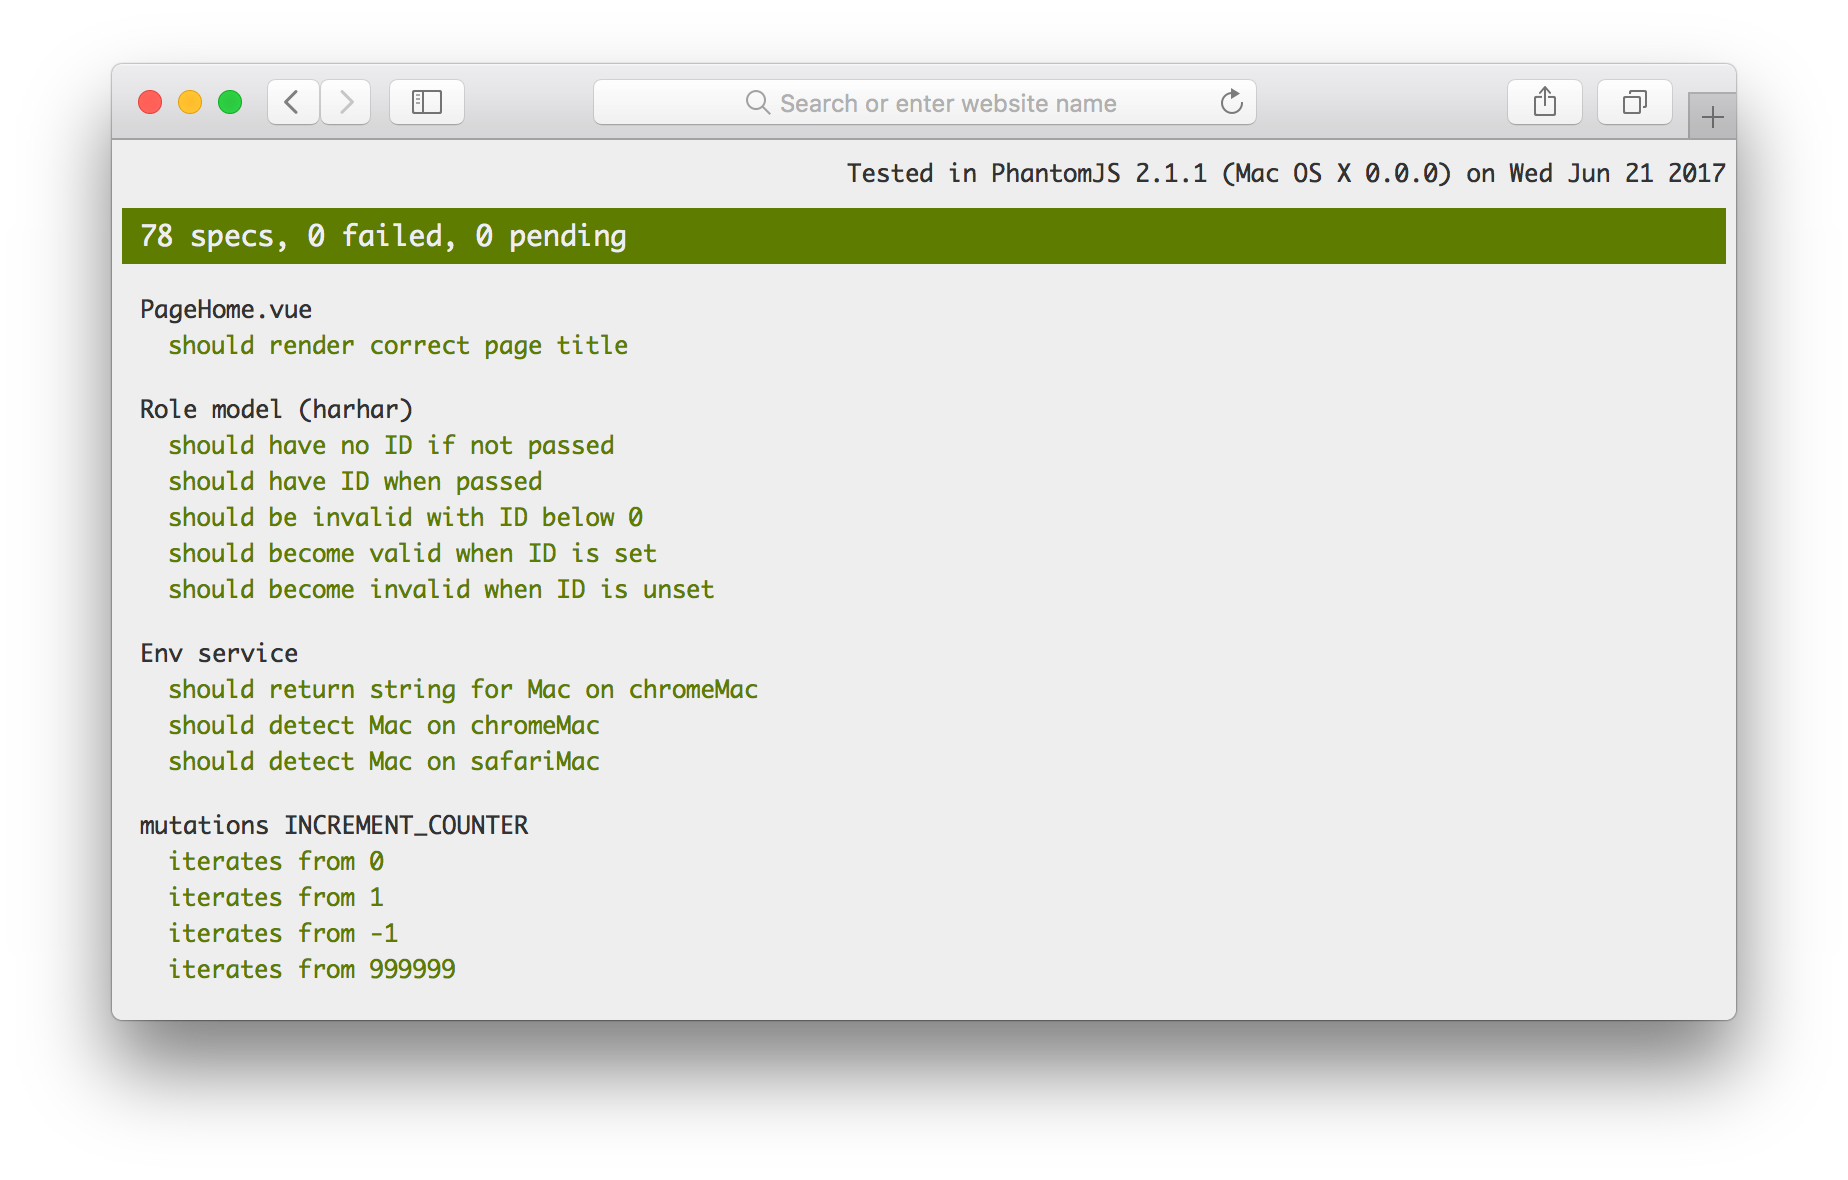 Search or enter website name
Tested in PhantomJS 2.1.1 (Mac OS X 0.0.0) on Wed Jun 21 2017
78 specs, 0 failed, 0 pending
PageHome.vue
should render correct page title
Role model (harhar)
should have no ID if not passed
should have ID when passed
should be invalid with ID below 0
should become valid when ID is set
should become invalid when ID is unset
Env service
should return string for Mac on chromeMac
should detect Mac on chromeMac
should detect Mac on safariMac
mutations INCREMENT_COUNTER
iterates from 0
iterates from 1
iterates from -1
iterates from 999999